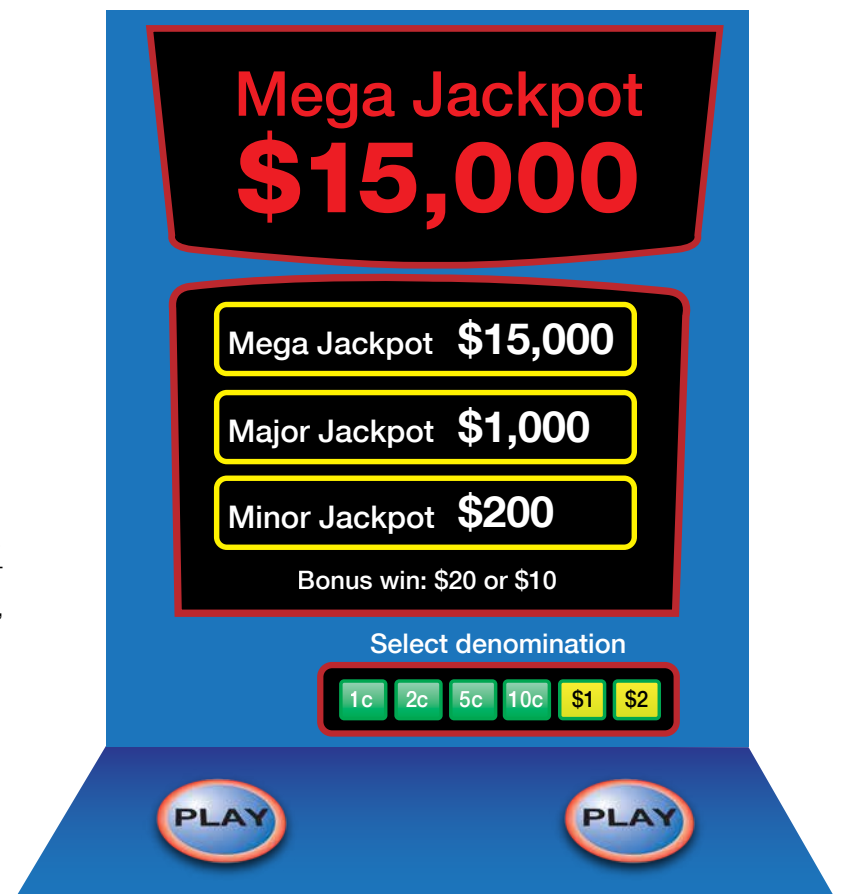 Mega Jackpot
$15,000
Mega Jackpot $15,000
Major Jackpot $1,000
Minor Jackpot $200
Bonus win: $20 or $10
Select denomination
1c 2c 5c 10c $1 $2
PLAY PLAY